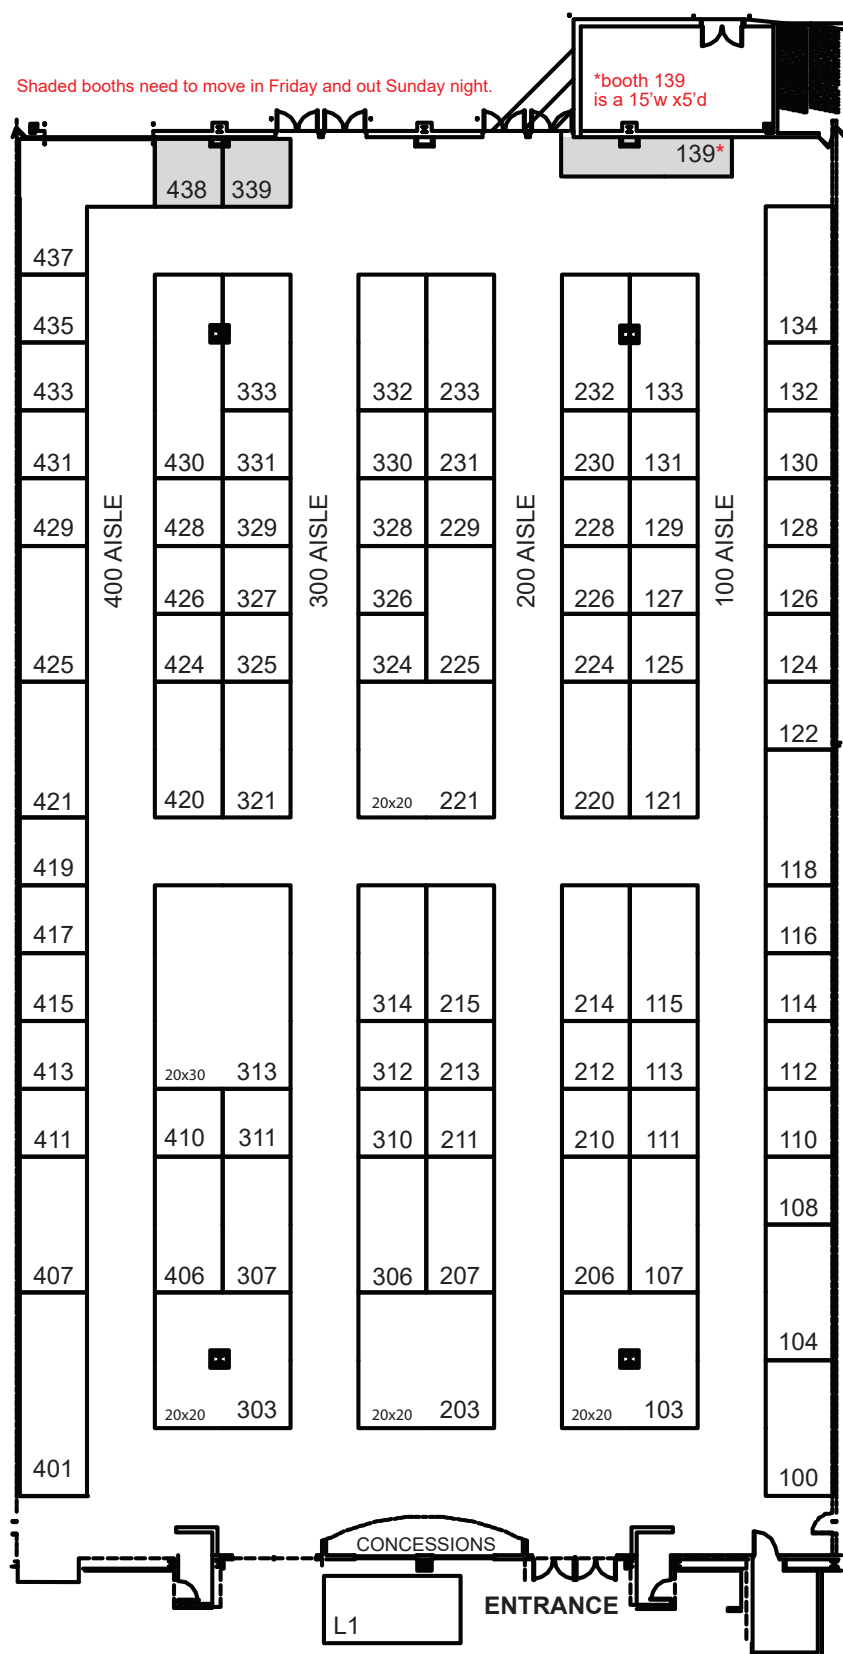 Shaded booths need to move in Friday and out Sunday night.
*booth 139
is a 15'w x5'd
438 339 139*
437
435 134
433 333 332 233 232 133 132
431 430 331 330 231 230 131 130
429 428 329 328 229 228 129 128
400 AISLE
300 AISLE
200 AISLE
100 AISLE
426 327 326 226 127 126
425 424 325 324 225 224 125 124
122
421 420 321 20x20 221 220 121
419 118
417 116
415 314 215 214 115 114
413 20x30 313 312 213 212 113 112
411 410 311 310 211 210 111 110
108
407 406 307 306 207 206 107
104
20x20 303 20x20 203 20x20 103
401 100
CONCESSIONS
ENTRANCE
L1